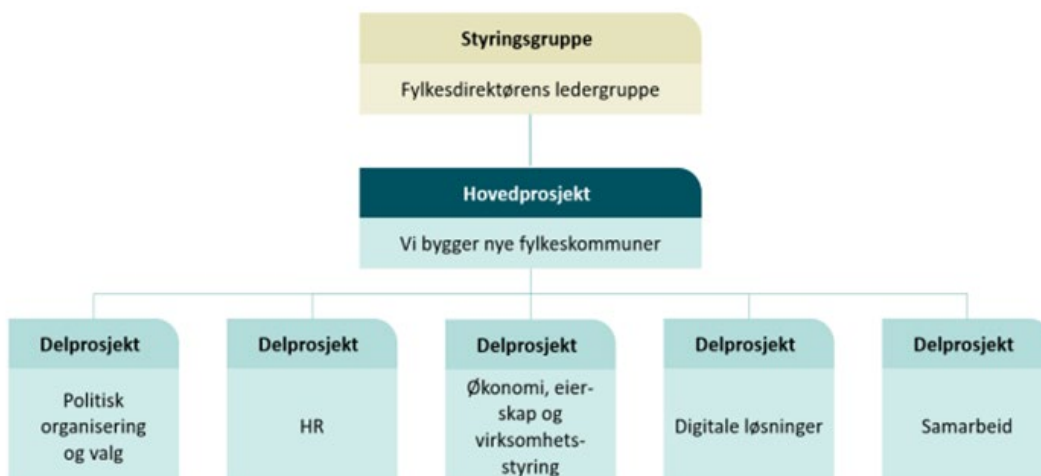 Styringsgruppe
Fylkesdirektørens ledergruppe
Hovedprosjekt
Vi bygger nye fylkeskommuner
Delprosjekt
Politisk
organisering
og valg
Delprosjekt
HR
Delprosjekt
Økonomi, eier-
skap og
virksomhets-
styring
Delprosjekt
Digitale løsninger
Delprosjekt
Samarbeid